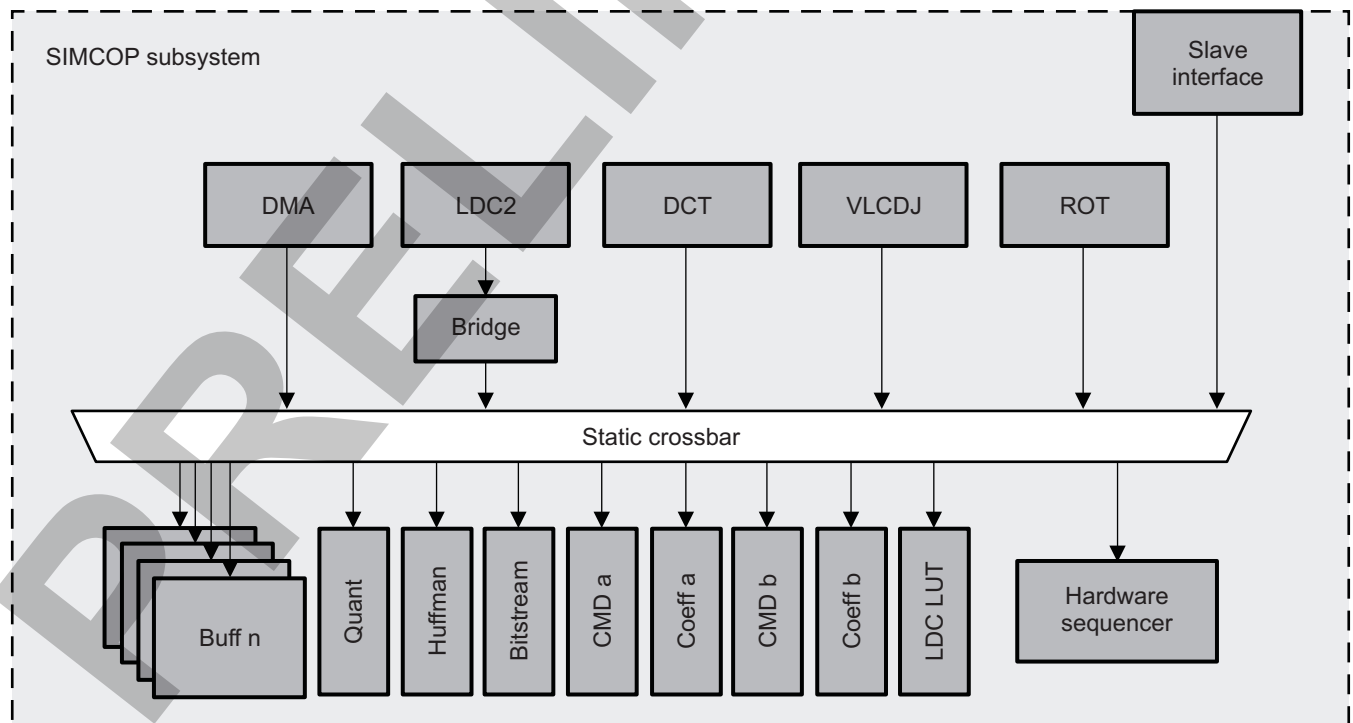 SIMCOP subsystem
Slave
interface
DMA
LDC2
DCT
VLCDJ
ROT
Bridge
Static crossbar
Buff n
Quant
Huffman
Bitstream
CMD a
Coeff a
CMD b
Coeff b
LDC LUT
Hardware
sequencer
PRELI